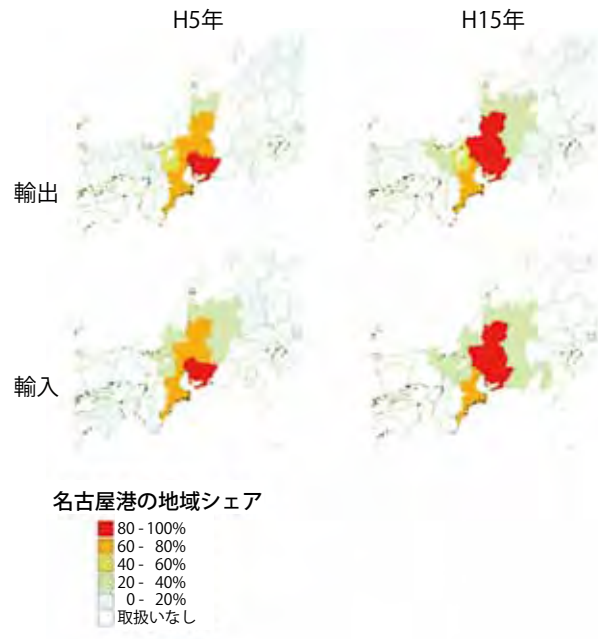 H5年 H15年
輸出
輸入
名古屋港の地域シェア
80 - 100%
60 - 80%
40 - 60%
20 - 40%
0 - 20%
取扱いなし